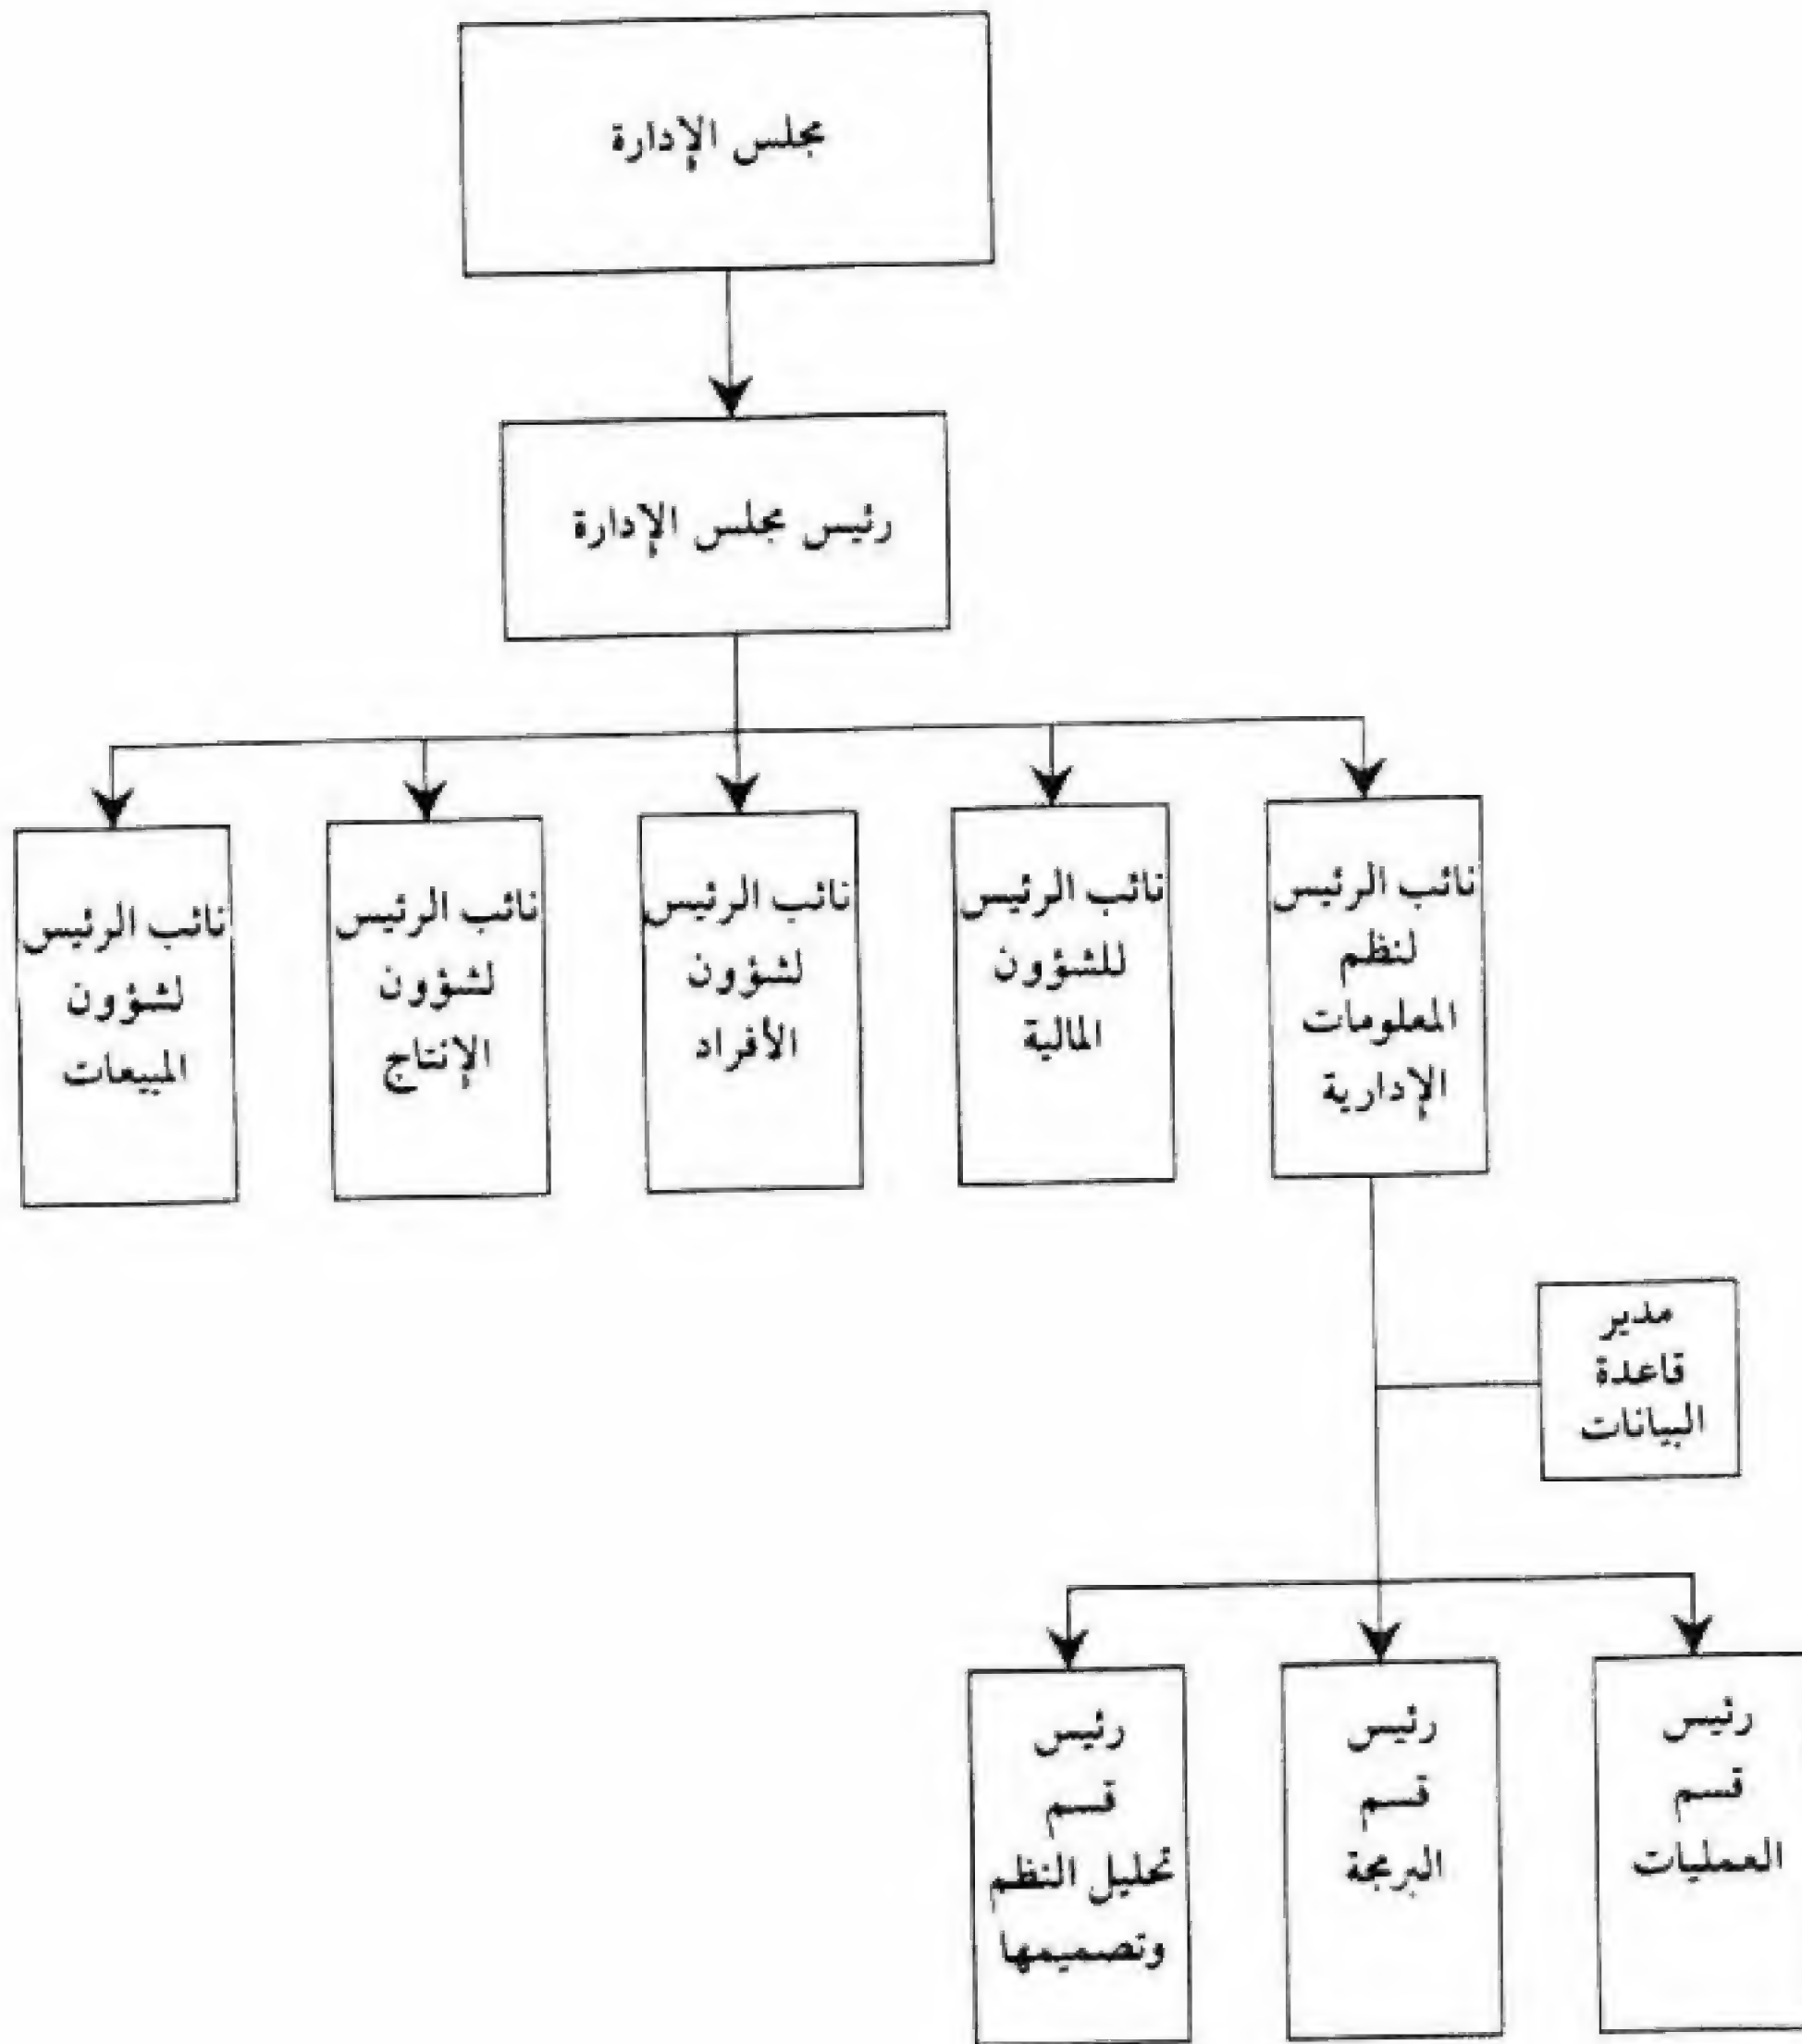 مجلس الإدارة
رئيس مجلس الإدارة
نائب الرئيس
لنظم
المعلومات
الإدارية
نائب الرئيس
للشؤون
المالية
نائب الرئيس
لشؤون
الأفراد
نائب الرئيس
لشؤون
الإنتاج
نائب الرئيس
لشؤون
المبيعات
مدير
قاعدة
البيانات
رئيس
قسم
العمليات
رئيس
قسم
البرمجة
رئيس
قسم
تحليل النظم
وتصميمها